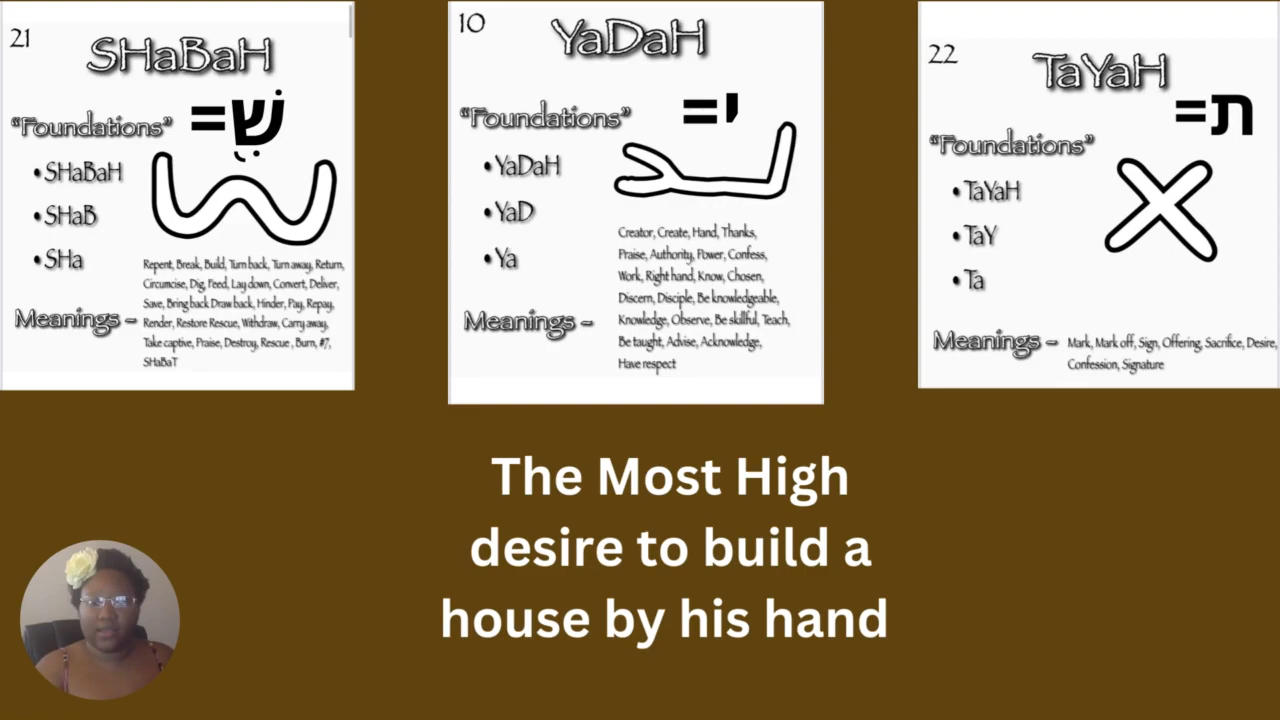 21
SHaBaH
"Foundations"
=שׁ
• SHaBaH
• SHaB
• SHa
Meanings –
Repent, Break, Build, Turn back, Turn away, Return,
Circumcise, Dig, Feed, Lay down, Convert, Deliver,
Save, Bring back Draw back, Hinder, Pay, Repay,
Render, Restore Rescue, Withdraw, Carry away,
Take captive, Praise, Destroy, Rescue , Burn, #7,
SHaBaT
10
YaDaH
"Foundations"
=י
• YaDaH
• YaD
• Ya
Meanings –
Creator, Create, Hand, Thanks,
Praise, Authority, Power, Confess,
Work, Right hand, Know, Chosen,
Discern, Disciple, Be knowledgeable,
Knowledge, Observe, Be skillful, Teach,
Be taught, Advise, Acknowledge,
Have respect
22
TaYaH
=ת
"Foundations"
• TaYaH
• TaY
• Ta
Meanings –
Mark, Mark off, Sign, Offering, Sacrifice, Desire,
Confession, Signature
The Most High
desire to build a
house by his hand